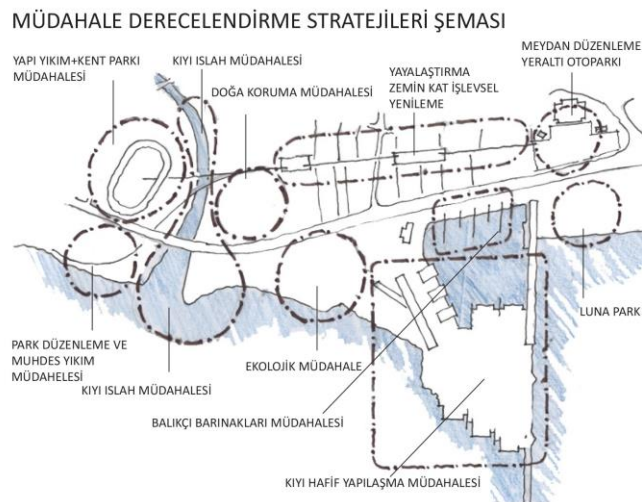 MÜDAHALE DERECELENDİRME STRATEJİLERİ ŞEMASI
YAPI YIKIM+KENT PARKI
MÜDAHALESİ
KIYI ISLAH MÜDAHALESİ
DOĞA KORUMA MÜDAHALESİ
YAYALAŞTIRMA
ZEMİN KAT İŞLEVSEL
YENİLEME
MEYDAN DÜZENLEME
YERALTI OTOPARKI
LUNA PARK
PARK DÜZENLEME VE
MUHDES YIKIM
MÜDAHELESİ
KIYI ISLAH MÜDAHALESİ
EKOLOJİK MÜDAHALE
BALIKÇI BARINAKLARI MÜDAHALESİ
KIYI HAFİF YAPILAŞMA MÜDAHALESİ